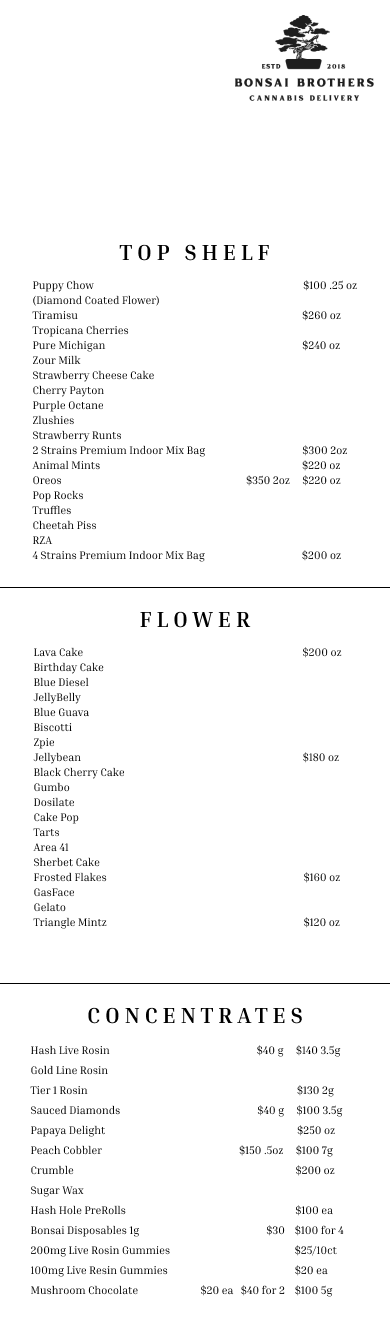 ESTD 2018
BONSAI BROTHERS
CANNABIS DELIVERY
TOP SHELF
Puppy Chow $100 .25 oz
(Diamond Coated Flower)
Tiramisu $260 oz
Tropicana Cherries
Pure Michigan $240 oz
Zour Milk
Strawberry Cheese Cake
Cherry Payton
Purple Octane
Zlushies
Strawberry Runts
2 Strains Premium Indoor Mix Bag $300 2oz
Animal Mints $220 oz
Oreos $350 2oz $220 oz
Pop Rocks
Truffles
Cheetah Piss
RZA
4 Strains Premium Indoor Mix Bag $200 oz
FLOWER
Lava Cake $200 oz
Birthday Cake
Blue Diesel
JellyBelly
Blue Guava
Biscotti
Zpie
Jellybean $180 oz
Black Cherry Cake
Gumbo
Dosilate
Cake Pop
Tarts
Area 41
Sherbet Cake
Frosted Flakes $160 oz
GasFace
Gelato
Triangle Mintz $120 oz
CONCENTRATES
Hash Live Rosin $40 g $140 3.5g
Gold Line Rosin
Tier 1 Rosin $130 2g
Sauced Diamonds $40 g $100 3.5g
Papaya Delight $250 oz
Peach Cobbler $150 .5oz $100 7g
Crumble $200 oz
Sugar Wax
Hash Hole PreRolls $100 ea
Bonsai Disposables 1g $30 $100 for 4
200mg Live Rosin Gummies $25/10ct
100mg Live Resin Gummies $20 ea
Mushroom Chocolate $20 ea $40 for 2 $100 5g